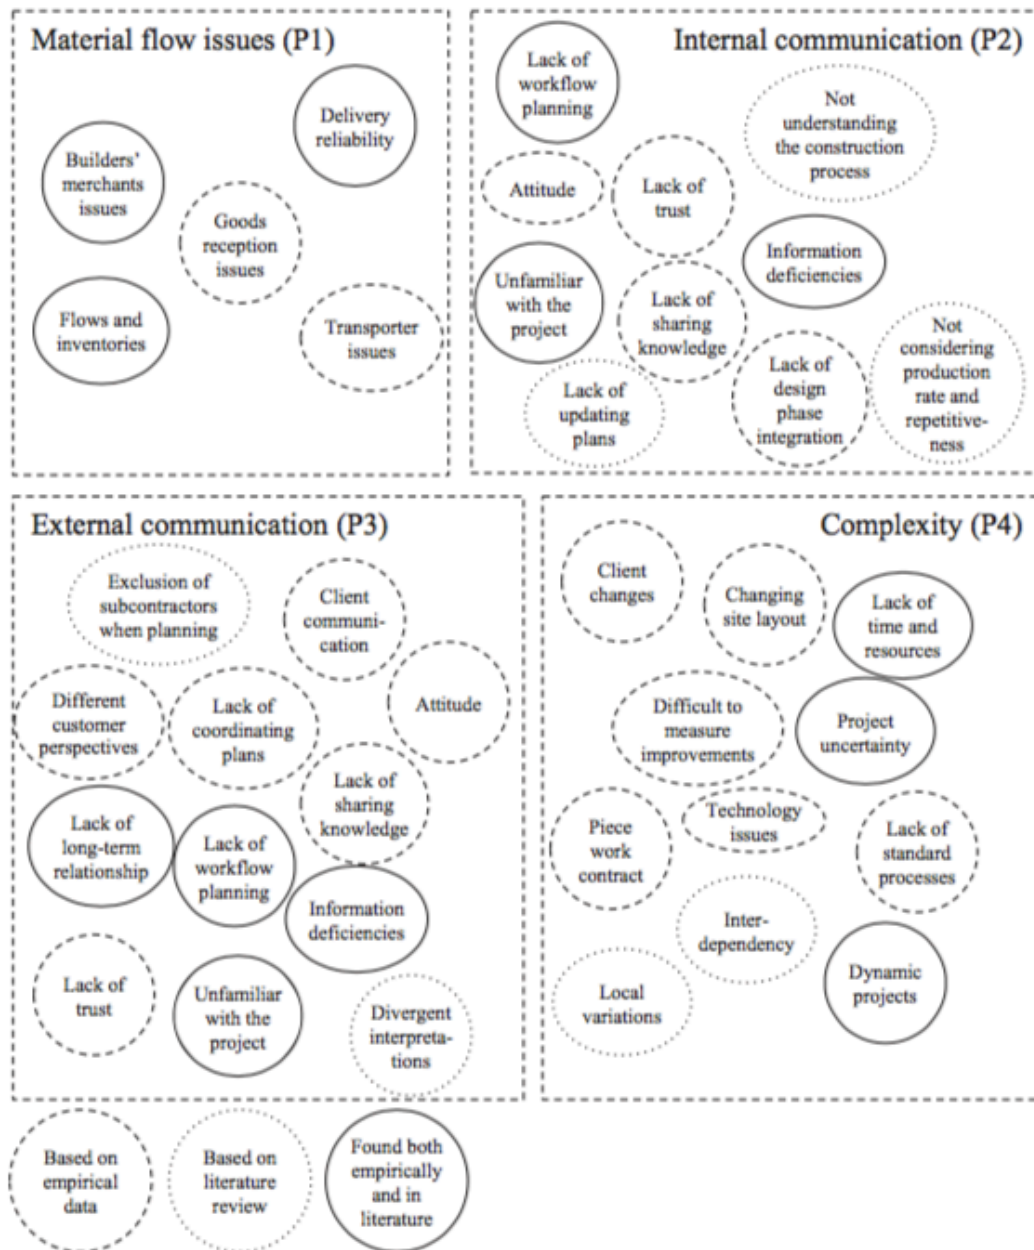 Material flow issues (P1)
Delivery
reliability
Builders'
merchants
issues
Goods
reception
issues
Flows and
inventories
Transporter
issues
Internal communication (P2)
Lack of
workflow
planning
Not
understanding
the construction
process
Attitude
Lack of
trust
Information
deficiencies
Unfamiliar
with the
project
Lack of
sharing
knowledge
Not
considering
production
rate and
repetitive-
ness
Lack of
updating
plans
Lack of
design
phase
integration
External communication (P3)
Exclusion of
subcontractors
when planning
Client
communi-
cation
Different
customer
perspectives
Lack of
coordinating
plans
Attitude
Lack of
sharing
knowledge
Lack of
long-term
relationship
Lack of
workflow
planning
Information
deficiencies
Lack of
trust
Unfamiliar
with the
project
Divergent
interpreta-
tions
Complexity (P4)
Client
changes
Changing
site layout
Lack of
time and
resources
Difficult to
measure
improvements
Project
uncertainty
Piece
work
contract
Technology
issues
Lack of
standard
processes
Inter-
dependency
Local
variations
Dynamic
projects
Based on
empirical
data
Based on
literature
review
Found both
empirically
and in
literature